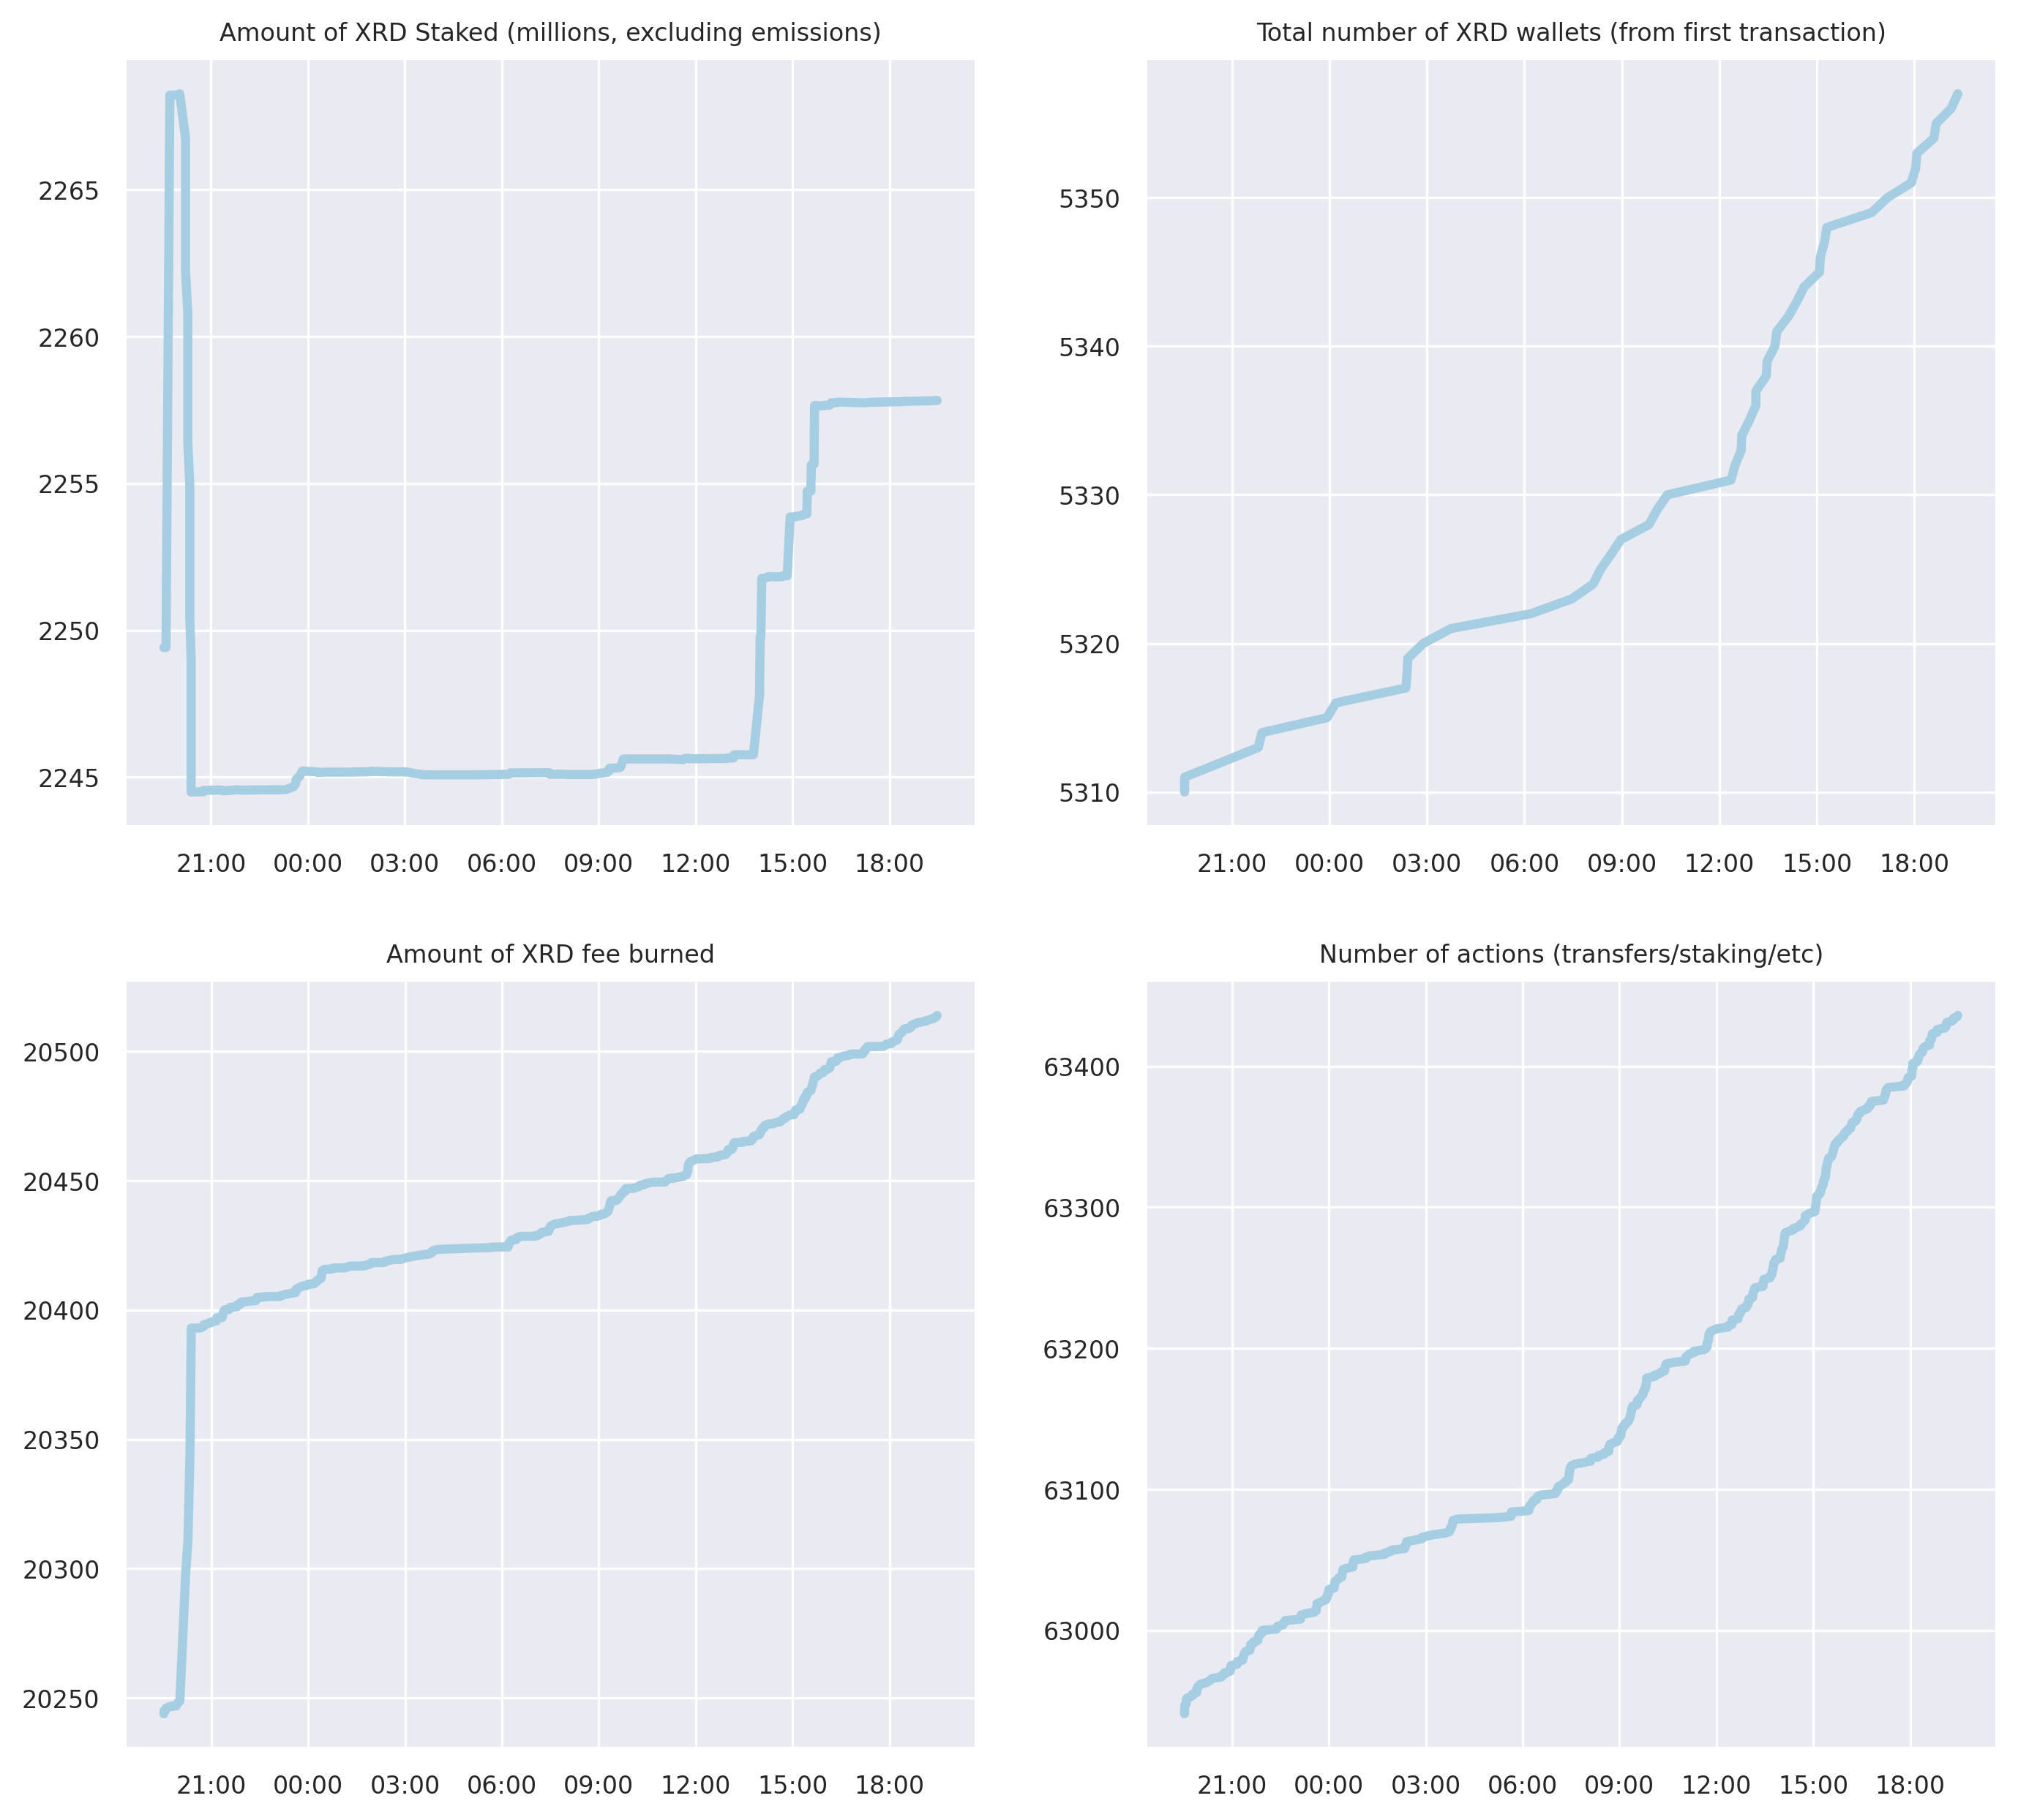 Amount of XRD Staked (millions, excluding emissions)
2265
2260
2255
2250
2245
21:00 00:00 03:00 06:00 09:00 12:00 15:00 18:00
Total number of XRD wallets (from first transaction)
5350
5340
5330
5320
5310
21:00 00:00 03:00 06:00 09:00 12:00 15:00 18:00
Amount of XRD fee burned
20500
20450
20400
20350
20300
20250
21:00 00:00 03:00 06:00 09:00 12:00 15:00 18:00
Number of actions (transfers/staking/etc)
63400
63300
63200
63100
63000
21:00 00:00 03:00 06:00 09:00 12:00 15:00 18:00